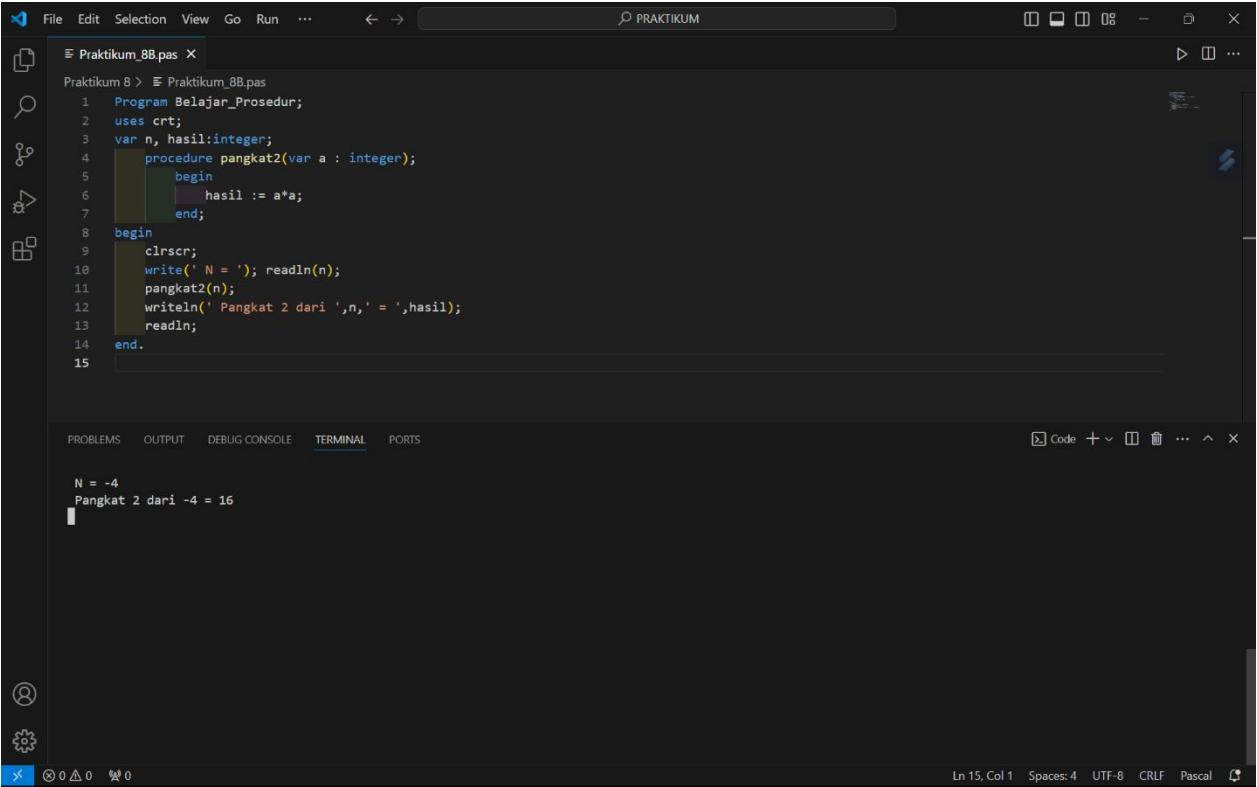 File Edit Selection View Go Run ··· ← → PRAKTIKUM
Praktikum_8B.pas ×
Praktikum 8 > Praktikum_8B.pas
1 Program Belajar_Prosedur;
2 uses crt;
3 var n, hasil:integer;
4 procedure pangkat2(var a : integer);
5 begin
6 hasil := a*a;
7 end;
8 begin
9 clrscr;
10 write(' N = '); readln(n);
11 pangkat2(n);
12 writeln(' Pangkat 2 dari ',n,' = ',hasil);
13 readln;
14 end.
15
PROBLEMS OUTPUT DEBUG CONSOLE TERMINAL PORTS Code
N = -4
Pangkat 2 dari -4 = 16
0 0 0 Ln 15, Col 1 Spaces: 4 UTF-8 CRLF Pascal